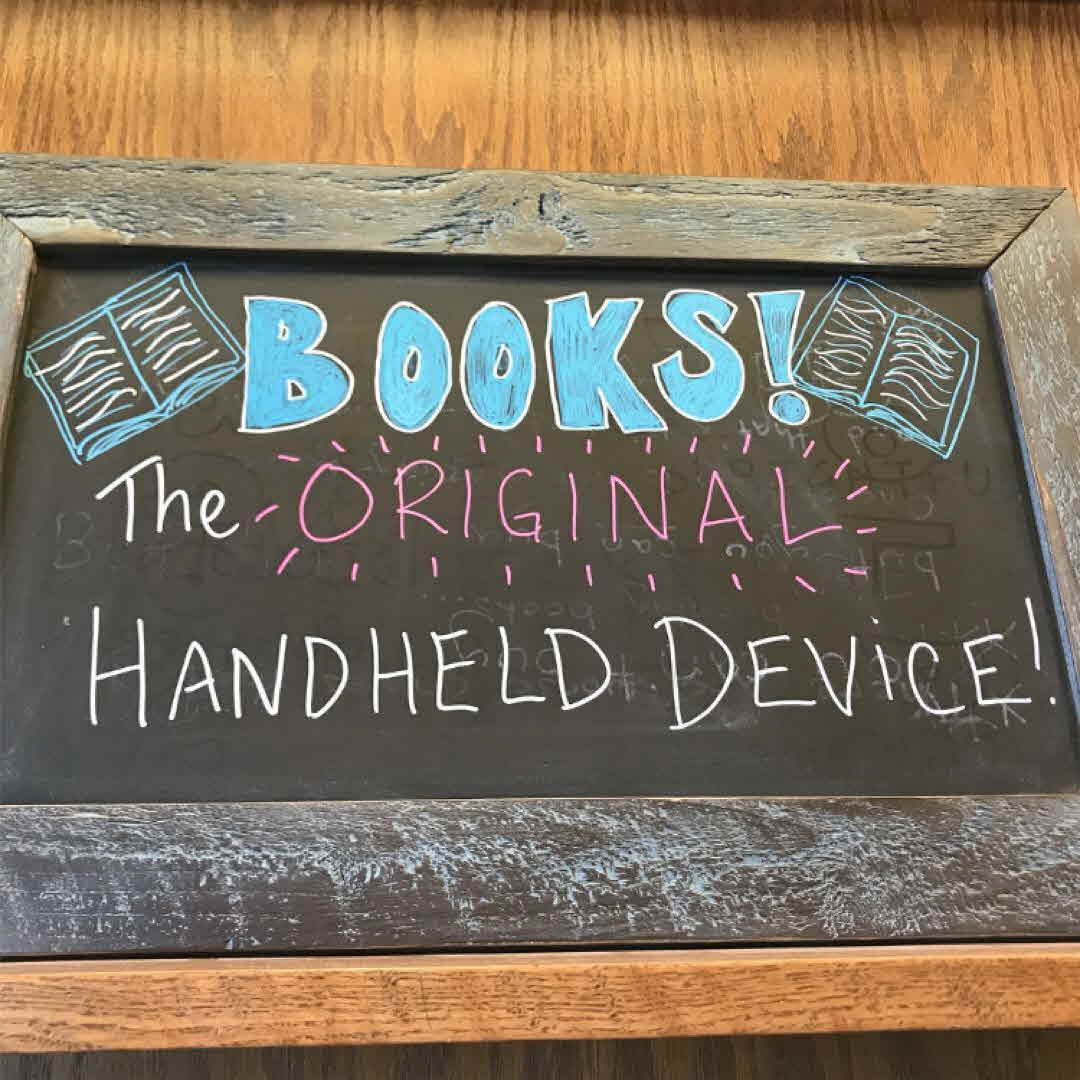 BOOKS!
The ORIGINAL
HANDHELD DEViCE!